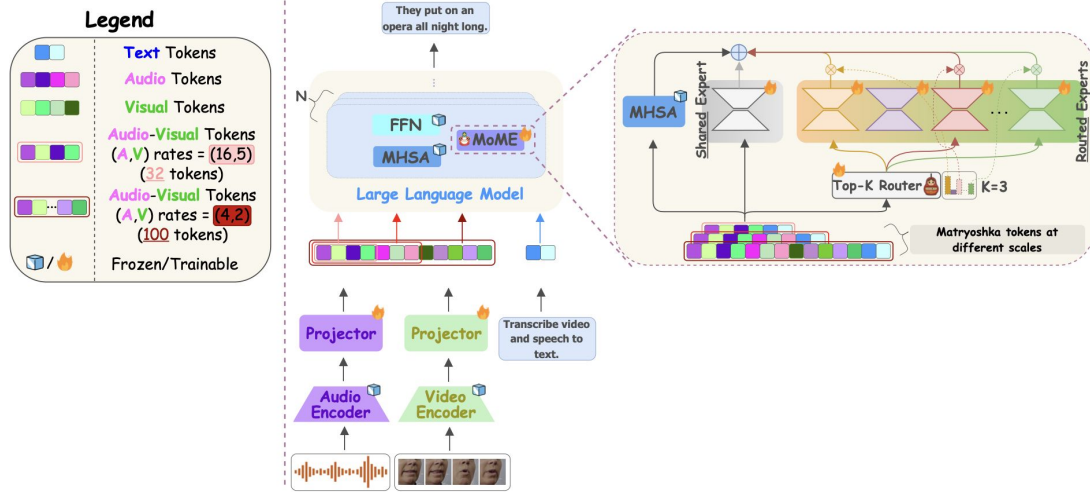 Legend
Text Tokens
Audio Tokens
Visual Tokens
Audio-Visual Tokens
(A,V) rates = (16,5)
(32 tokens)
Audio-Visual Tokens
(A,V) rates = (4,2)
(100 tokens)
/
Frozen/Trainable
They put on an
opera all night long.
N
FFN
MHSA
MoME
Large Language Model
Projector
Projector
Transcribe video
and speech to
text.
Audio
Encoder
Video
Encoder
MHSA
Shared Expert
...
Routed Experts
Top-K Router
K=3
Matryoshka tokens at
different scales